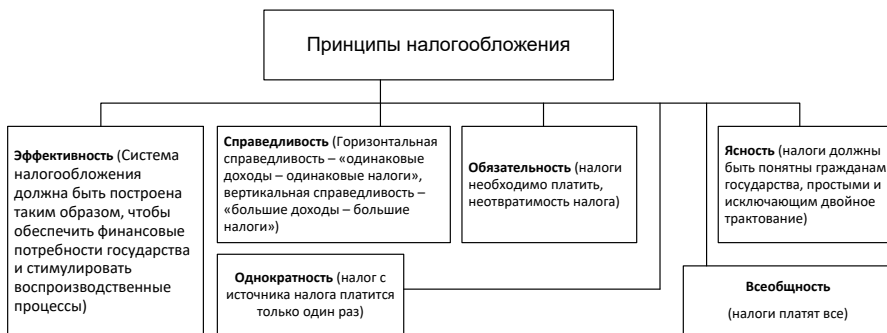 Принципы налогообложения
Эффективность (Система
налогообложения
должна быть построена
таким образом, чтобы
обеспечить финансовые
потребности государства
и стимулировать
воспроизводственные
процессы)
Справедливость (Горизонтальная
справедливость – «одинаковые
доходы – одинаковые налоги»,
вертикальная справедливость –
«большие доходы – большие
налоги»)
Обязательность (налоги
необходимо платить,
неотвратимость налога)
Ясность (налоги должны
быть понятны гражданам
государства, простыми и
исключающим двойное
трактование)
Однократность (налог с
источника налога платится
только один раз)
Всеобщность
(налоги платят все)